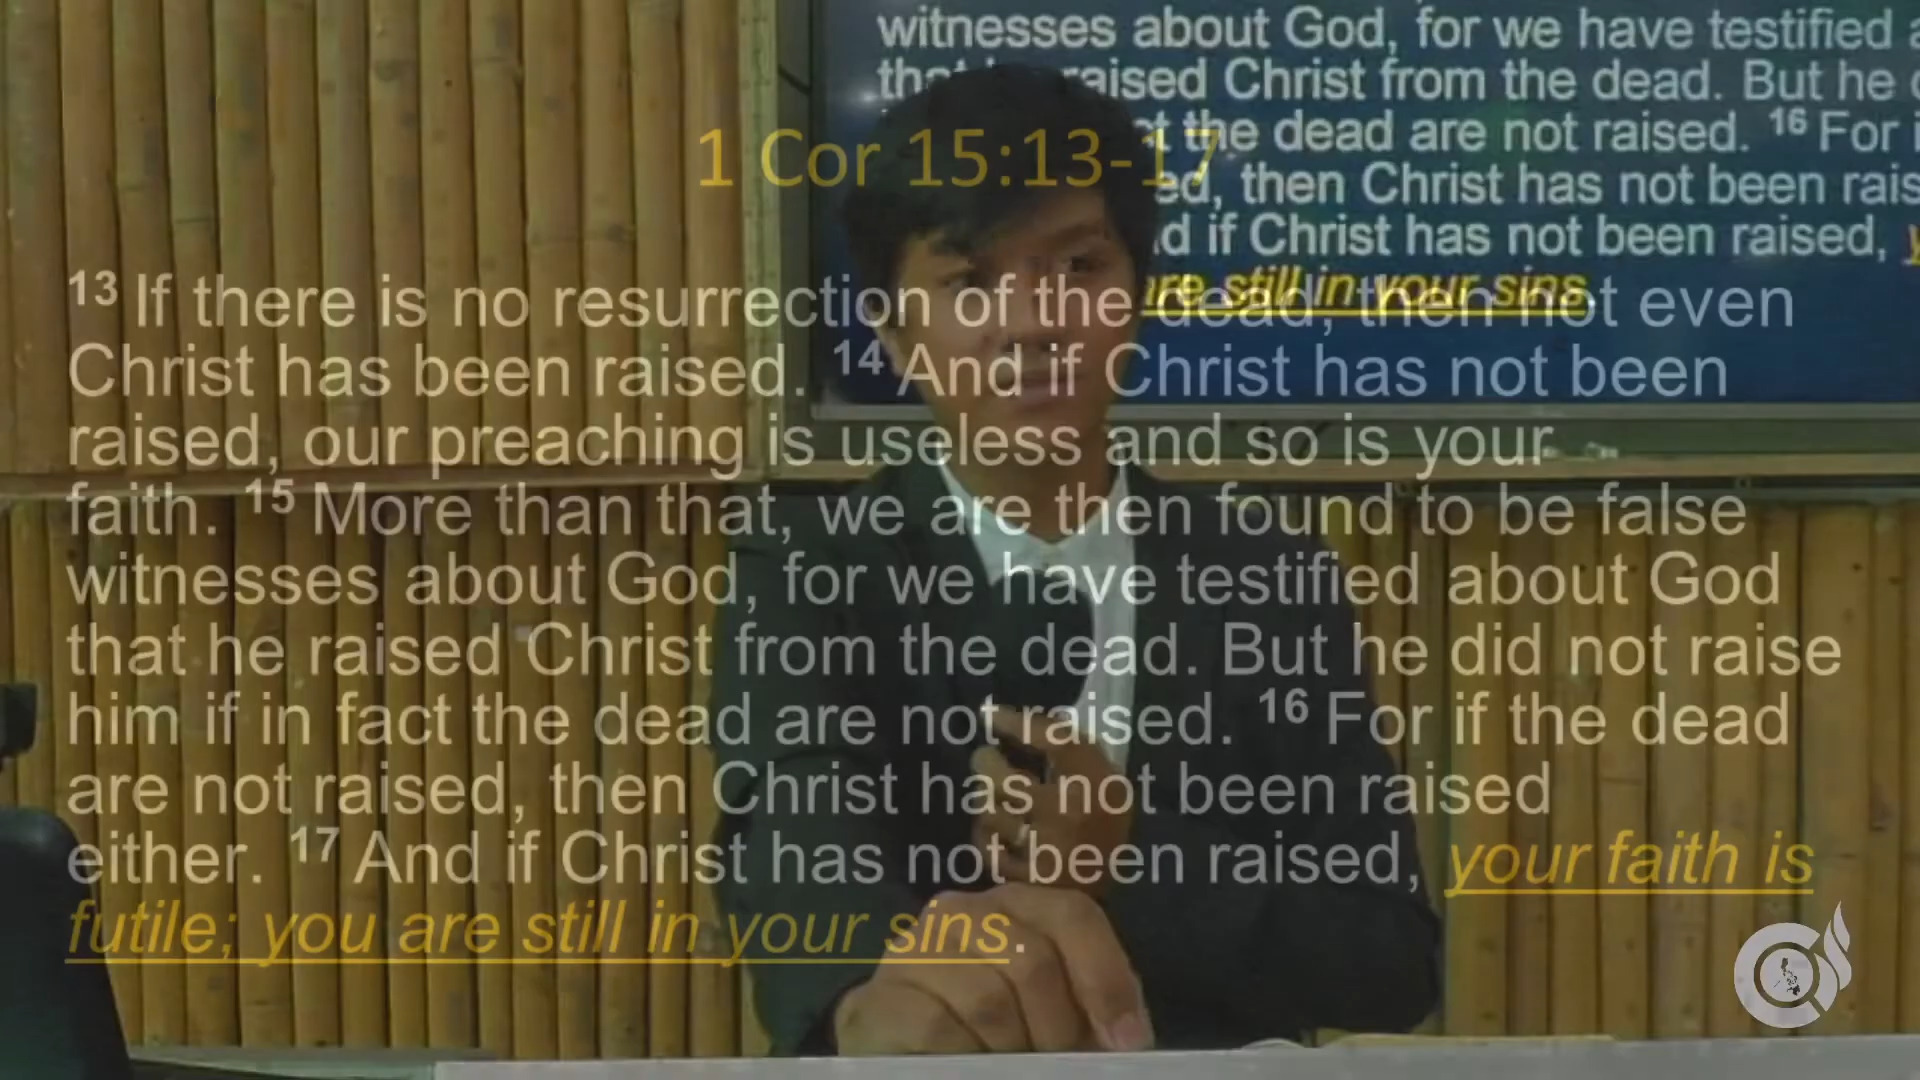 witnesses about God, for we have testified
raised Christ from the dead. But he
the dead are not raised. 16 For
then Christ has not been
if Christ has not been raised,
still in your sins.
1 Cor 15:13-17
13 If there is no resurrection of the dead, then not even
Christ has been raised. 14 And if Christ has not been
raised, our preaching is useless and so is your
faith. 15 More than that, we are then found to be false
witnesses about God, for we have testified about God
that he raised Christ from the dead. But he did not raise
him if in fact the dead are not raised. 16 For if the dead
are not raised, then Christ has not been raised
either. 17 And if Christ has not been raised, your faith is
futile; you are still in your sins.